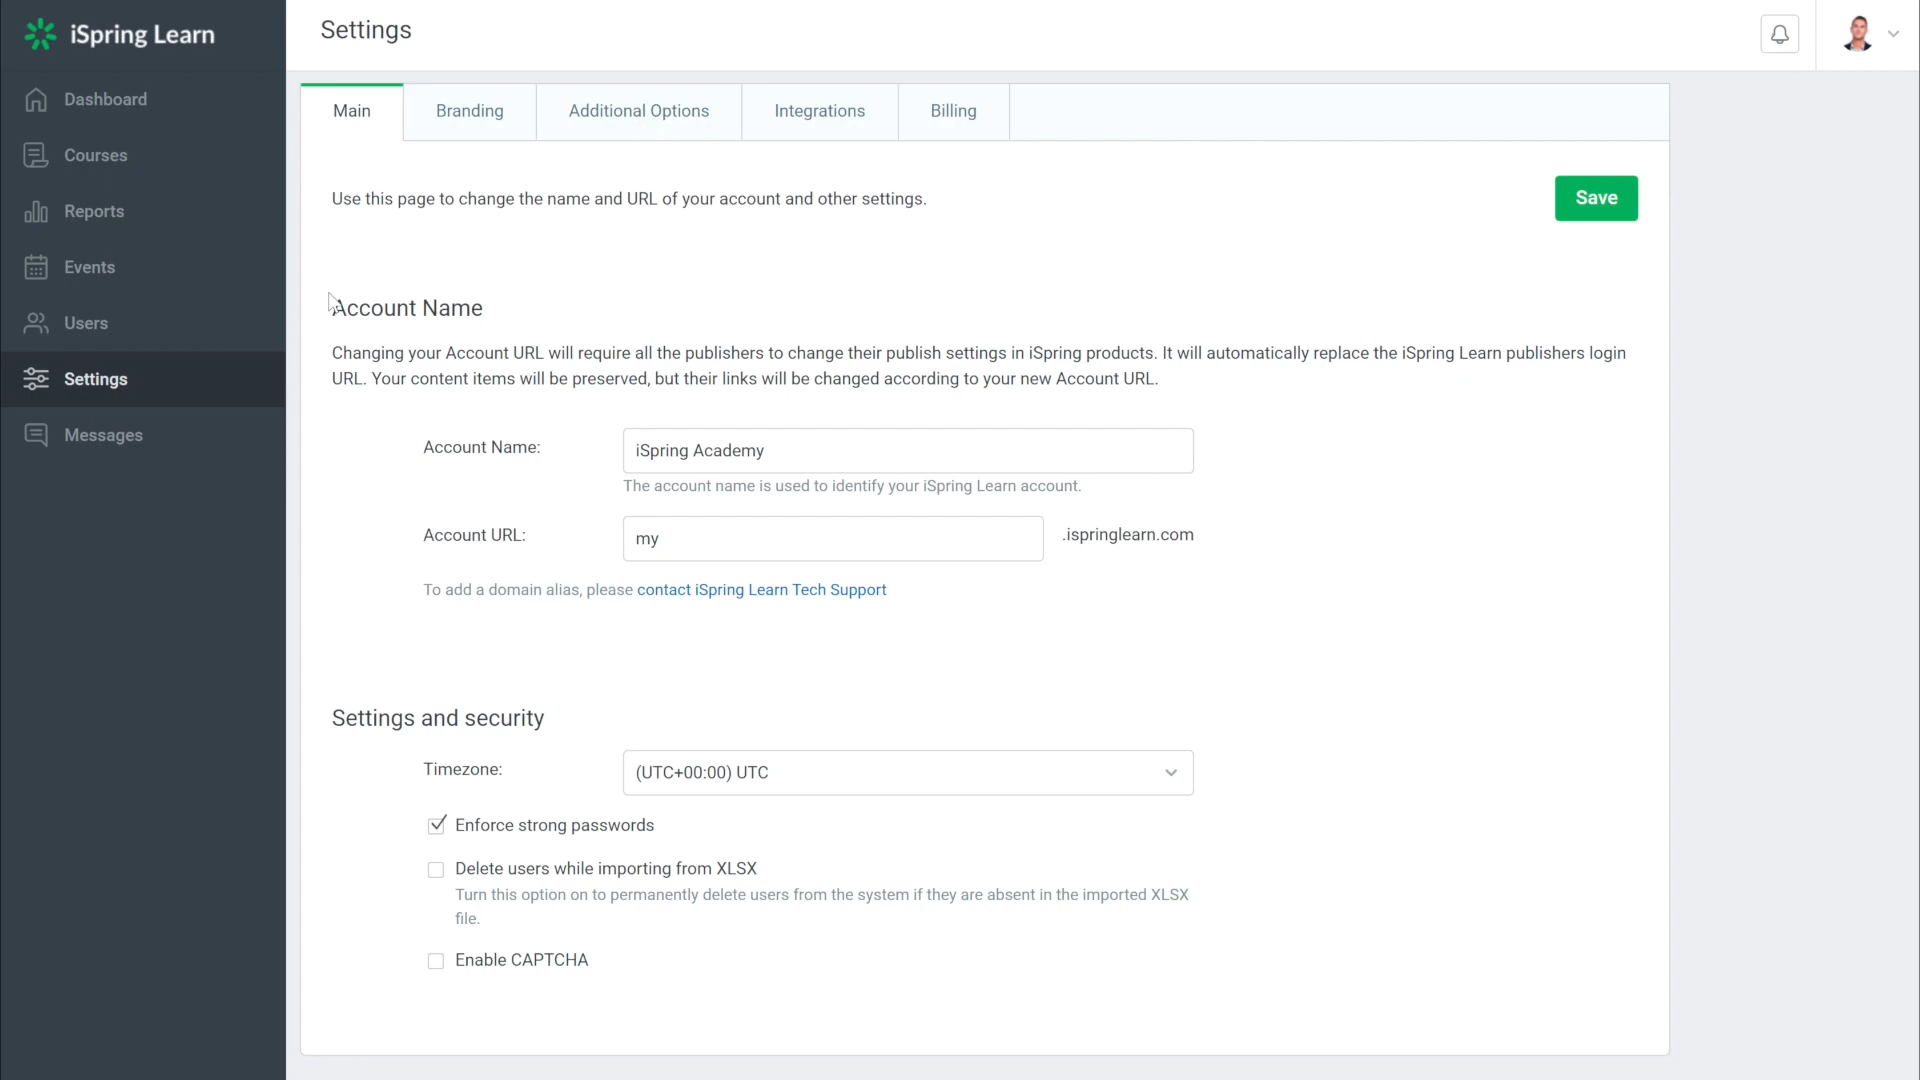 iSpring Learn
Settings
Dashboard
Courses
Reports
Events
Users
Settings
Messages
Main
Branding
Additional Options
Integrations
Billing
Use this page to change the name and URL of your account and other settings.
Save
Account Name
Changing your Account URL will require all the publishers to change their publish settings in iSpring products. It will automatically replace the iSpring Learn publishers login
URL. Your content items will be preserved, but their links will be changed according to your new Account URL.
Account Name:
iSpring Academy
The account name is used to identify your iSpring Learn account.
Account URL:
my
.ispringlearn.com
To add a domain alias, please contact iSpring Learn Tech Support
Settings and security
Timezone:
(UTC+00:00) UTC
Enforce strong passwords
Delete users while importing from XLSX
Turn this option on to permanently delete users from the system if they are absent in the imported XLSX
file.
Enable CAPTCHA